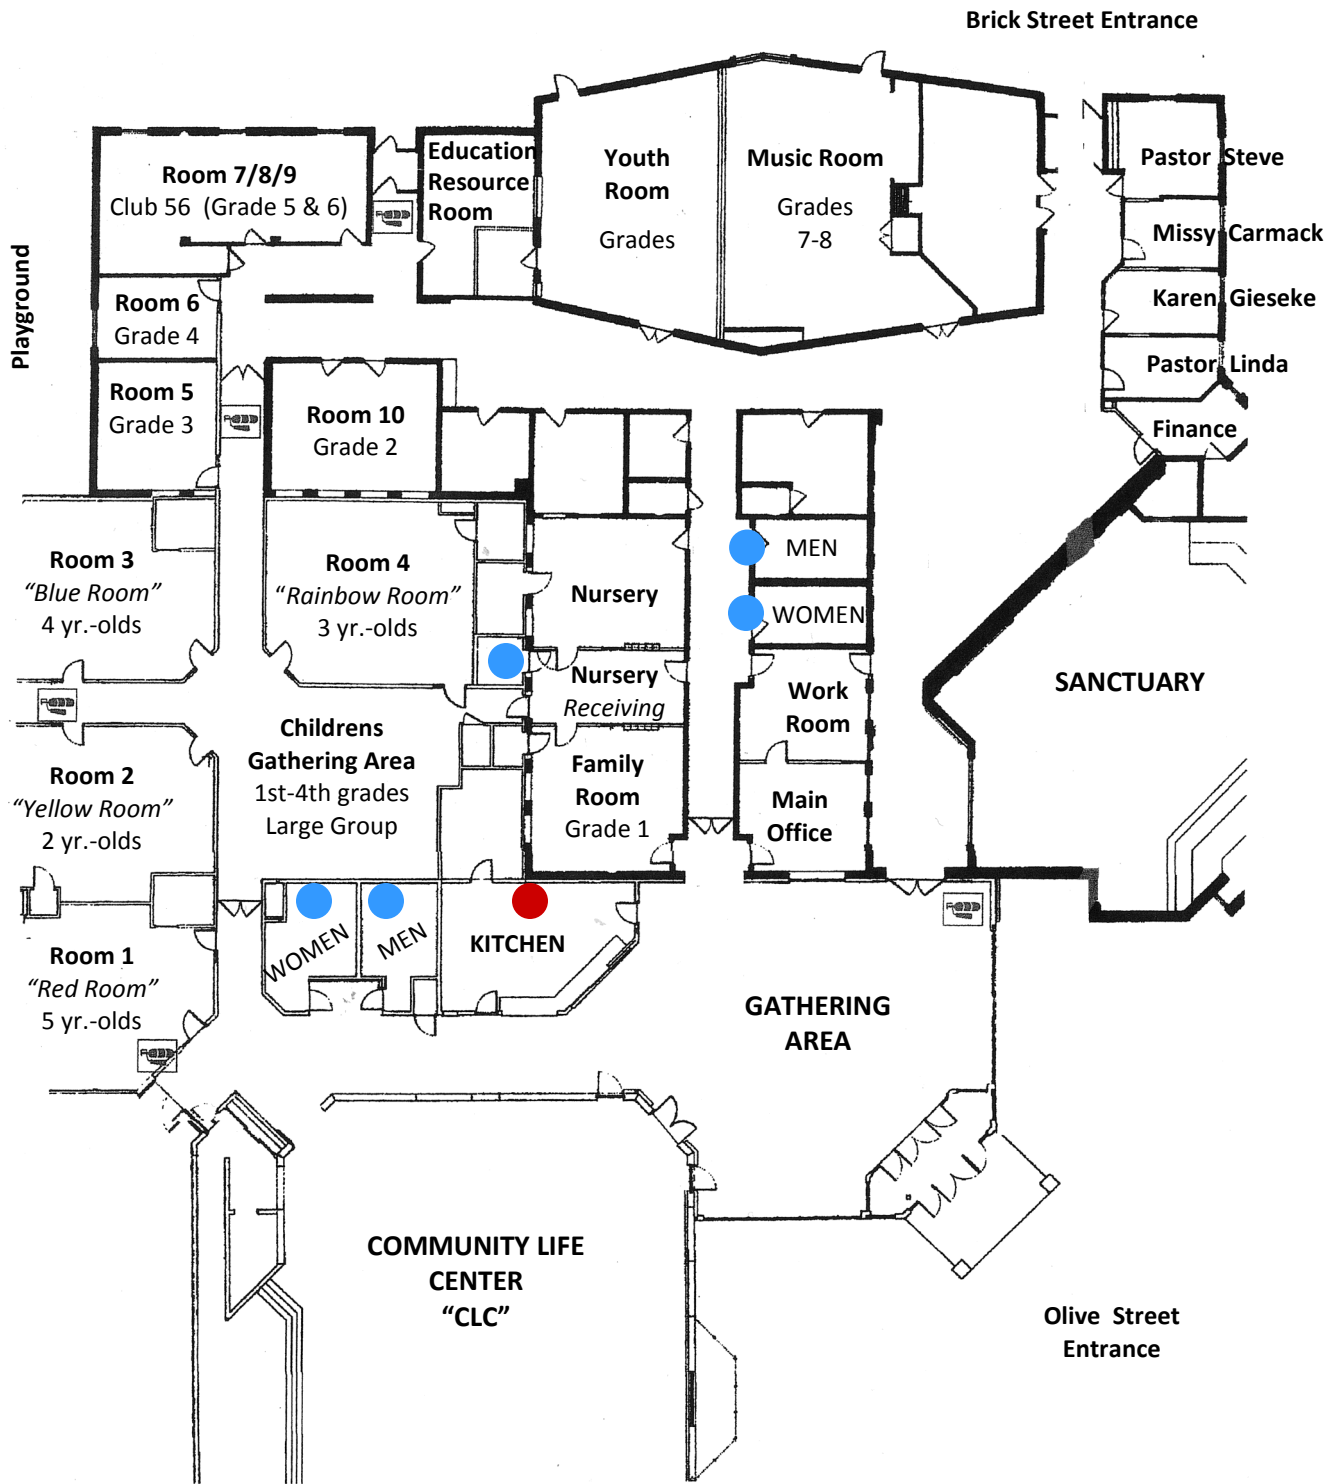 Brick Street Entrance
Education
Resource
Room
Youth
Room
Grades
Music Room
Grades
7-8
Pastor Steve
Room 7/8/9
Club 56 (Grade 5 & 6)
Missy Carmack
Playground
Room 6
Grade 4
Karen Gieseke
Pastor Linda
Room 5
Grade 3
Room 10
Grade 2
Finance
Room 3
“Blue Room”
4 yr.-olds
Room 4
“Rainbow Room”
3 yr.-olds
Nursery
MEN
WOMEN
Nursery
Receiving
Work
Room
SANCTUARY
Childrens
Gathering Area
1st-4th grades
Large Group
Room 2
“Yellow Room”
2 yr.-olds
Family
Room
Grade 1
Main
Office
WOMEN
MEN
KITCHEN
Room 1
“Red Room”
5 yr.-olds
GATHERING
AREA
COMMUNITY LIFE
CENTER
“CLC”
Olive Street
Entrance